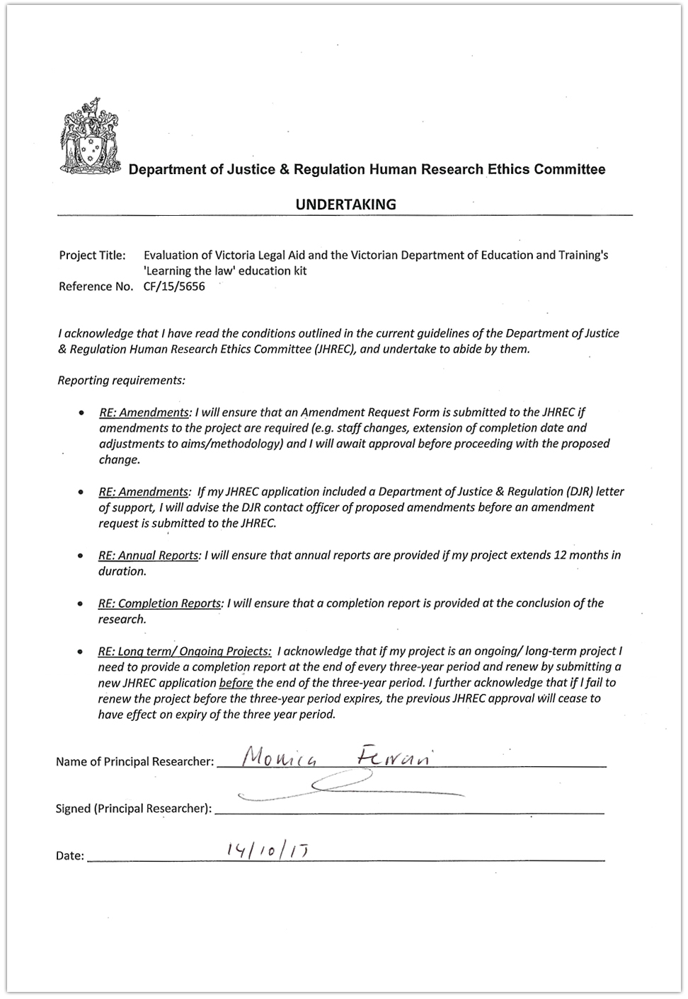 Department of Justice & Regulation Human Research Ethics Committee
UNDERTAKING
Project Title: Evaluation of Victoria Legal Aid and the Victorian Department of Education and Training's
'Learning the law' education kit
Reference No. CF/15/5656
I acknowledge that I have read the conditions outlined in the current guidelines of the Department of Justice
& Regulation Human Research Ethics Committee (JHREC), and undertake to abide by them.
Reporting requirements:
• RE: Amendments: I will ensure that an Amendment Request Form is submitted to the JHREC if
amendments to the project are required (e.g. staff changes, extension of completion date and
adjustments to aims/methodology) and I will await approval before proceeding with the proposed
change.
• RE: Amendments: If my JHREC application included a Department of Justice & Regulation (DJR) letter
of support, I will advise the DJR contact officer of proposed amendments before an amendment
request is submitted to the JHREC.
• RE: Annual Reports: I will ensure that annual reports are provided if my project extends 12 months in
duration.
• RE: Completion Reports: I will ensure that a completion report is provided at the conclusion of the
research.
• RE: Long term/ Ongoing Projects: I acknowledge that if my project is an ongoing/ long-term project I
need to provide a completion report at the end of every three-year period and renew by submitting a
new JHREC application before the end of the three-year period. I further acknowledge that if I fail to
renew the project before the three-year period expires, the previous JHREC approval will cease to
have effect on expiry of the three year period.
Name of Principal Researcher: Monica Ferrari
Signed (Principal Researcher):
Date: 14/10/15